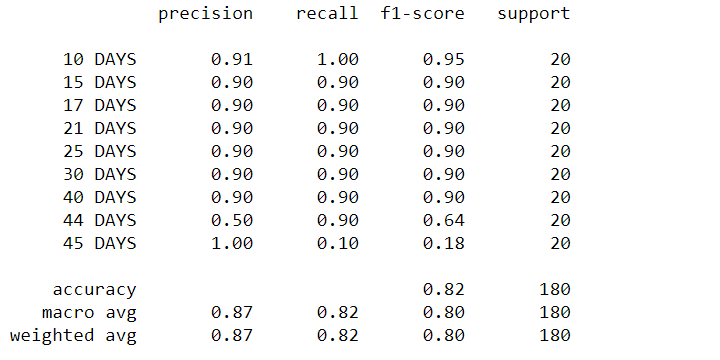 precision recall f1-score support
10 DAYS 0.91 1.00 0.95 20
15 DAYS 0.90 0.90 0.90 20
17 DAYS 0.90 0.90 0.90 20
21 DAYS 0.90 0.90 0.90 20
25 DAYS 0.90 0.90 0.90 20
30 DAYS 0.90 0.90 0.90 20
40 DAYS 0.90 0.90 0.90 20
44 DAYS 0.50 0.90 0.64 20
45 DAYS 1.00 0.10 0.18 20
accuracy 0.82 180
macro avg 0.87 0.82 0.80 180
weighted avg 0.87 0.82 0.80 180